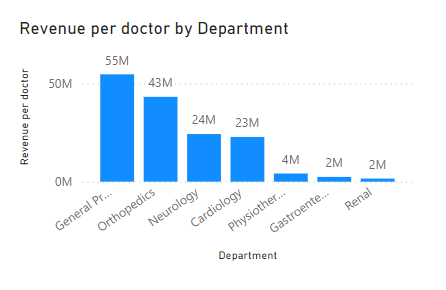 Revenue per doctor by Department
Revenue per doctor
50M
0M
55M
43M
24M
23M
4M
2M
2M
General Pr...
Orthopedics
Neurology
Cardiology
Physiother...
Gastroente...
Renal
Department